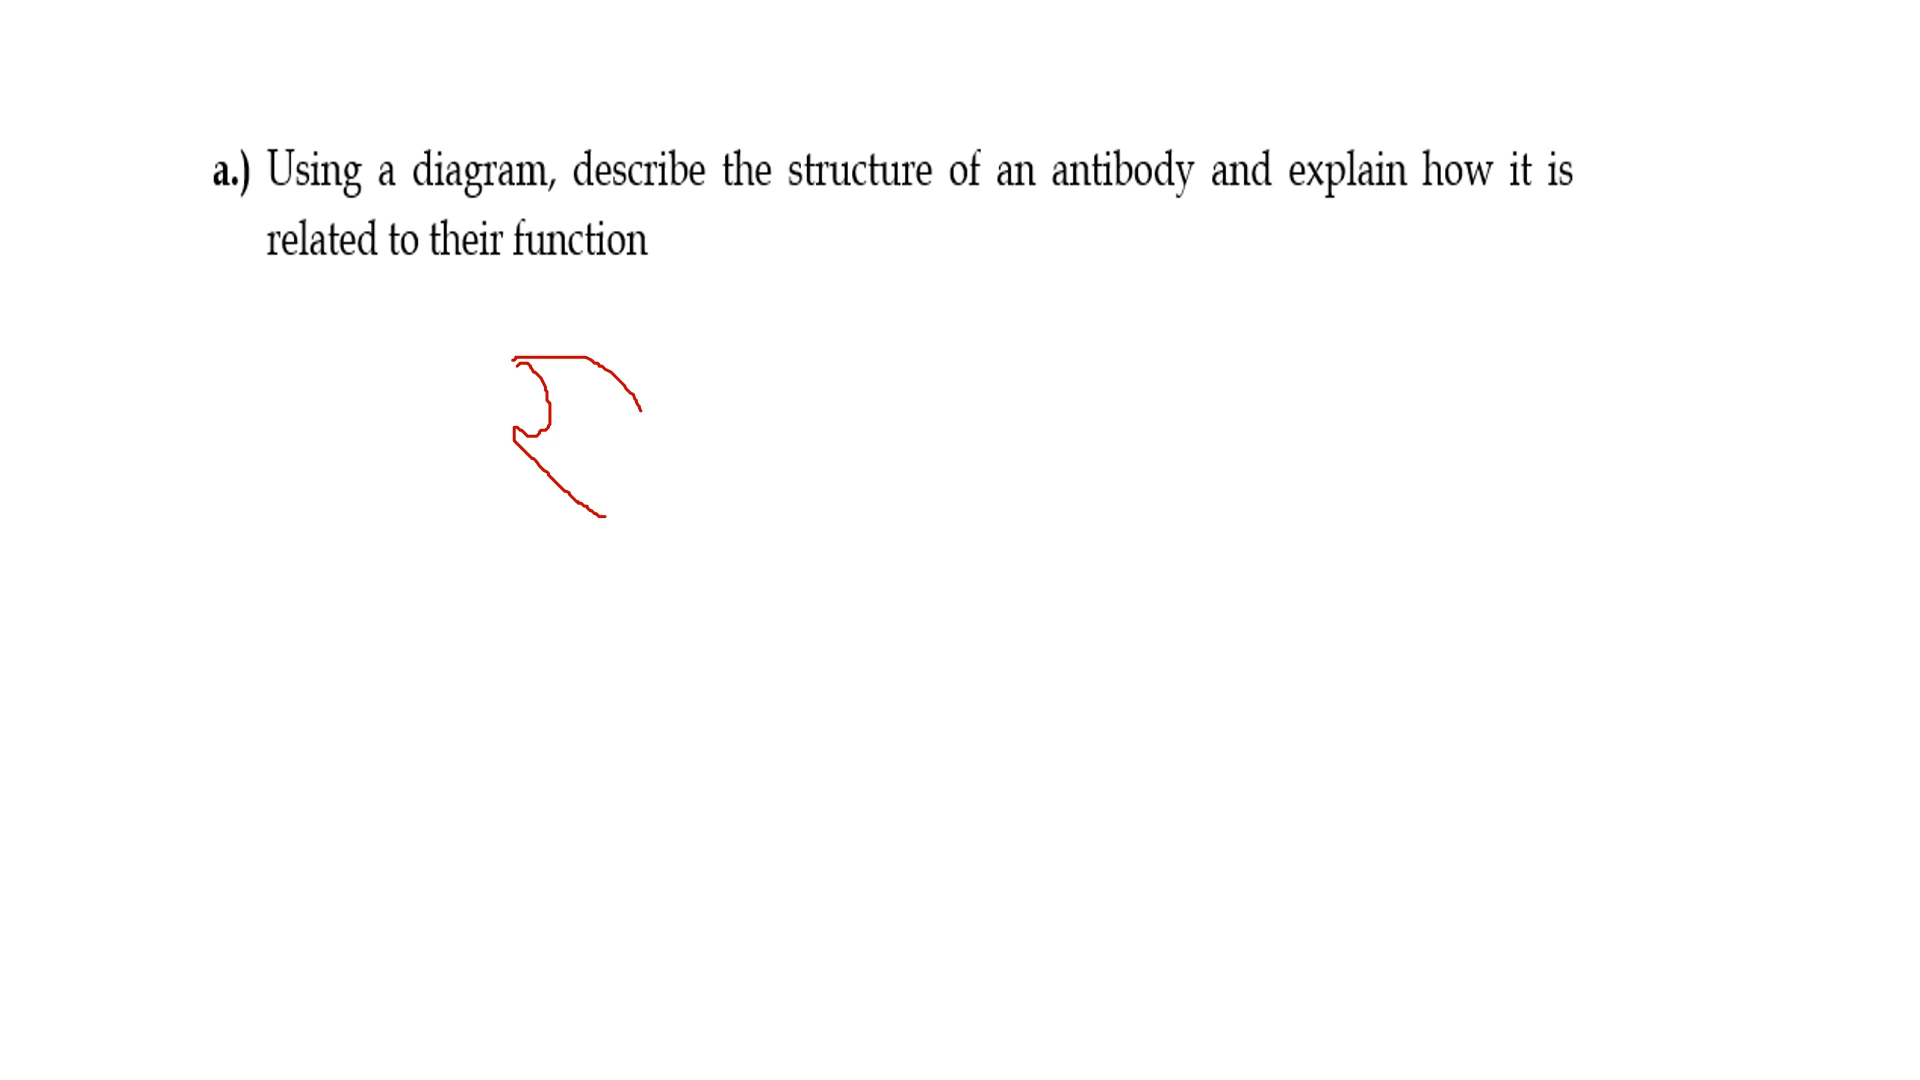 a.) Using a diagram, describe the structure of an antibody and explain how it is
related to their function